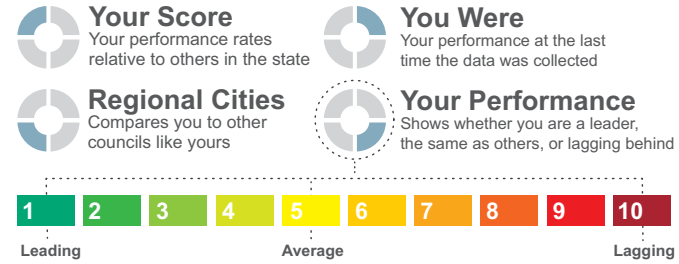 Your Score
Your performance rates
relative to others in the state
You Were
Your performance at the last
time the data was collected
Regional Cities
Compares you to other
councils like yours
Your Performance
Shows whether you are a leader,
the same as others, or lagging behind
1 2 3 4 5 6 7 8 9 10
Leading Average Lagging